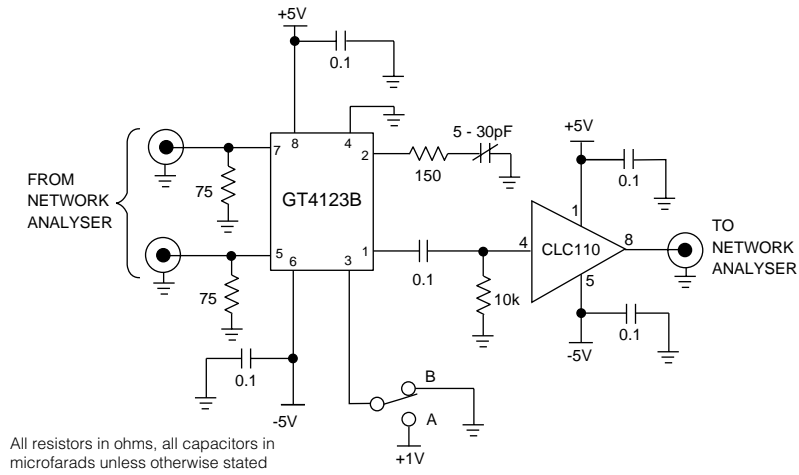 +5V
0.1
5 - 30pF
+5V
8
4
7
2
FROM
NETWORK
ANALYSER
75
150
0.1
GT4123B
1
4
CLC110
8
TO
NETWORK
ANALYSER
5
6
3
1
0.1
5
75
10k
0.1
0.1
-5V
-5V
B
A
+1V
All resistors in ohms, all capacitors in
microfarads unless otherwise stated